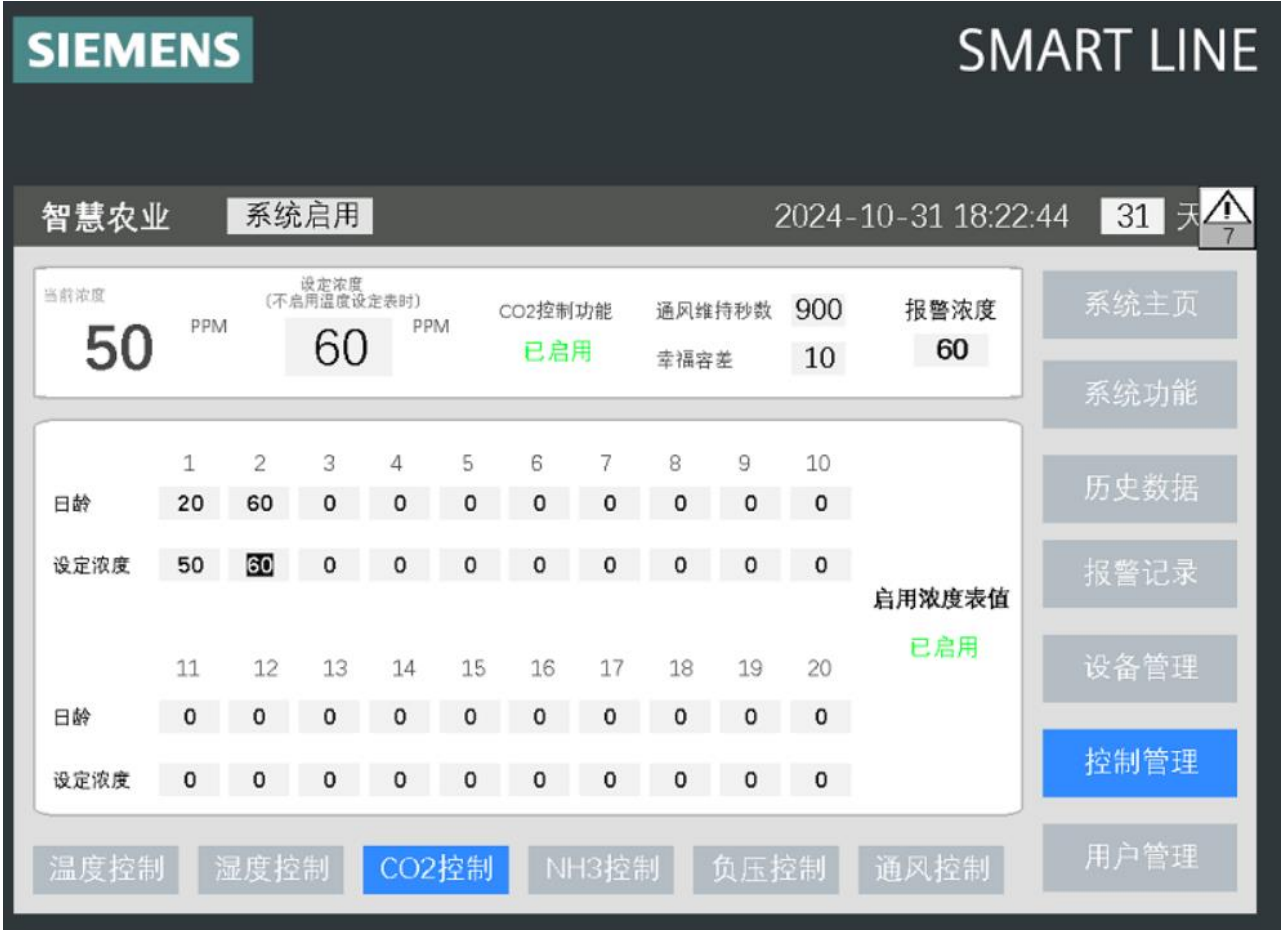 SIEMENS
SMART LINE
智慧农业 系统启用 2024-10-31 18:22:44 31 天
7
当前浓度
50 PPM
设定浓度
(不启用温度设定表时)
60 PPM
CO2控制功能
已启用
通风维持秒数 900
幸福容差 10
报警浓度
60
1 2 3 4 5 6 7 8 9 10
日龄 20 60 0 0 0 0 0 0 0 0
设定浓度 50 60 0 0 0 0 0 0 0 0
启用浓度表值
已启用
11 12 13 14 15 16 17 18 19 20
日龄 0 0 0 0 0 0 0 0 0 0
设定浓度 0 0 0 0 0 0 0 0 0 0
系统主页
系统功能
历史数据
报警记录
设备管理
控制管理
用户管理
温度控制 湿度控制 CO2控制 NH3控制 负压控制 通风控制